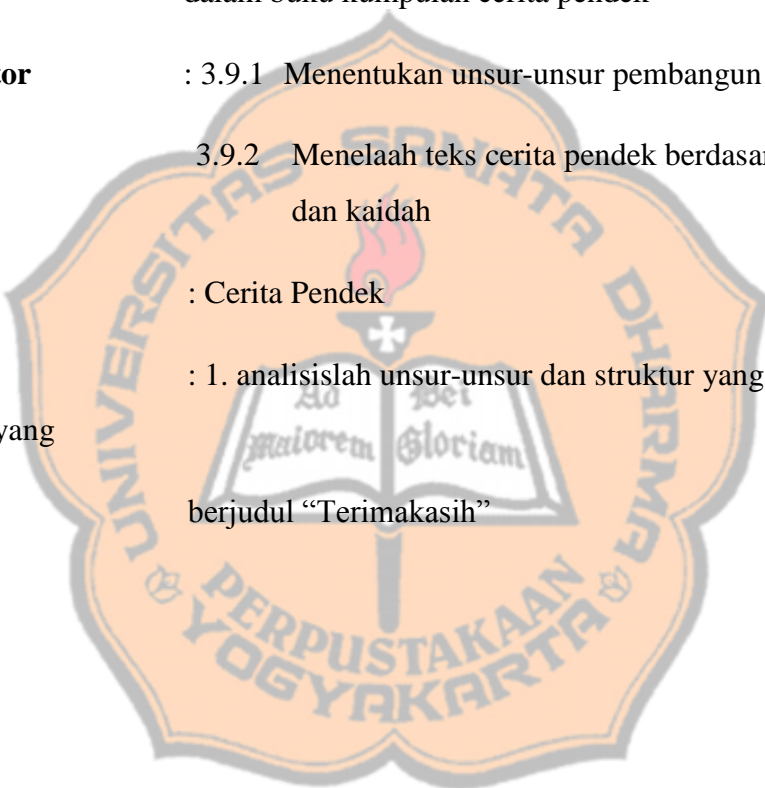 dalam buku kumpulan cerita pendek
tor : 3.9.1 Menentukan unsur-unsur pembangun
3.9.2 Menelaah teks cerita pendek berdasar
dan kaidah
: Cerita Pendek
: 1. analisislah unsur-unsur dan struktur yang
yang
berjudul “Terimakasih”
UNIVERSITAS SANATA DHARMA
Ad Dei
Maiorem Gloriam
PERPUSTAKAAN
YOGYAKARTA